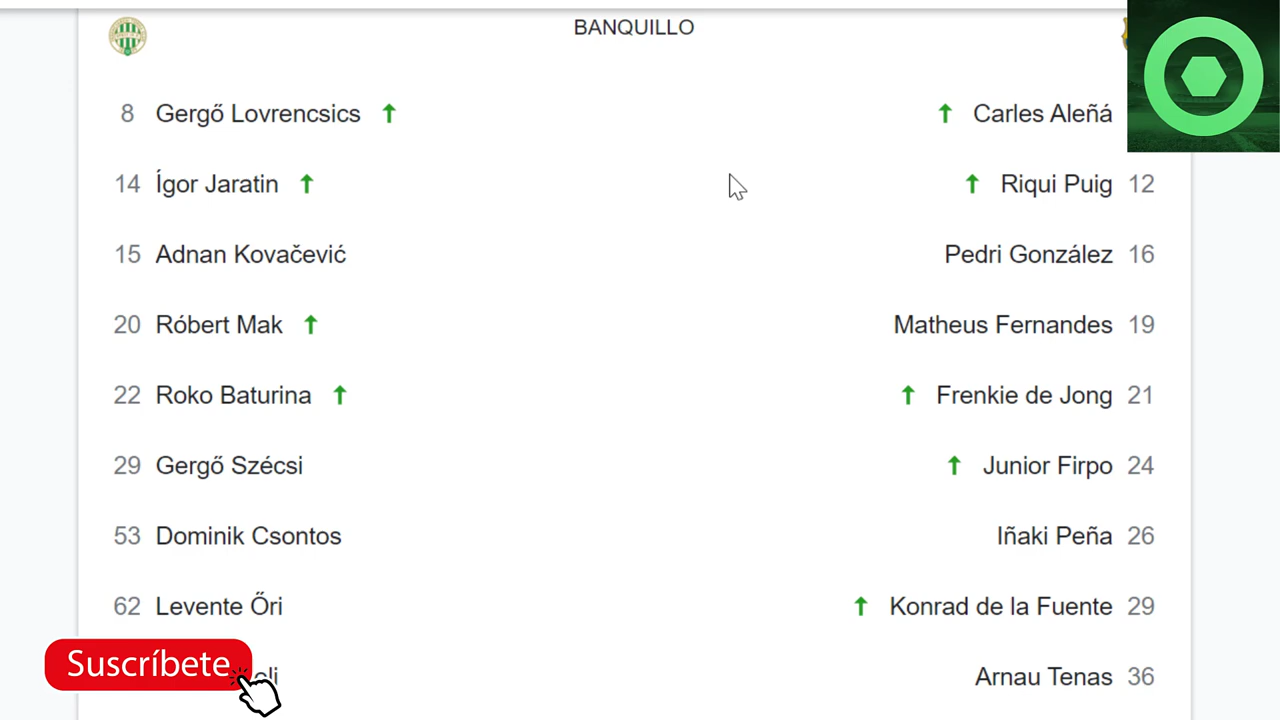 BANQUILLO
8 Gergő Lovrencsics ↑ ↑ Carles Aleñá
14 Ígor Jaratin ↑ ↑ Riqui Puig 12
15 Adnan Kovačević Pedri González 16
20 Róbert Mak ↑ Matheus Fernandes 19
22 Roko Baturina ↑ ↑ Frenkie de Jong 21
29 Gergő Szécsi ↑ Junior Firpo 24
53 Dominik Csontos Iñaki Peña 26
62 Levente Őri ↑ Konrad de la Fuente 29
Suscríbete Arnau Tenas 36